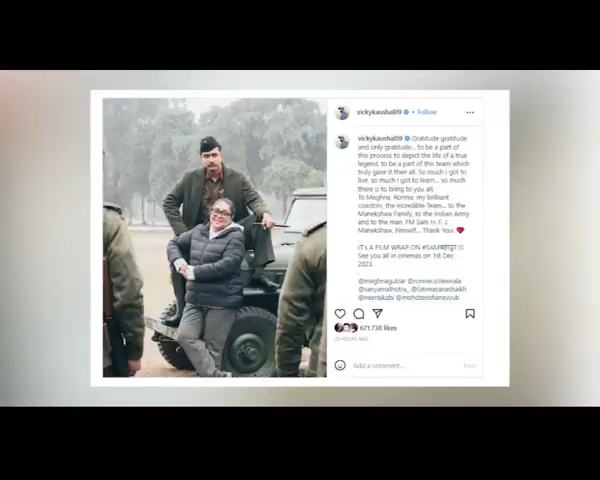 vickykaushal09 • Follow
vickykaushal09 Gratitude gratitude
and only gratitude... to be a part of
this process to depict the life of a true
legend, to be a part of this team which
truly gave it their all. So much I got to
live, so much I got to learn... so much
there is to bring to you all.
To Meghna, Ronnie, my brilliant
coactors, the incredible Team... to the
Manekshaw Family, to the Indian Army
and to the man, FM Sam H. F. J.
Manekshaw, himself... Thank You.
IT'S A FILM WRAP ON #SAMबहादुर !!!
See you all in cinemas on 1st Dec
2023.
.
@meghnagulzar @ronnie.screwvala
@sanyamalhotra_ @fatimasanashaikh
@neerajkabi @mohdzeeshanayyub
671,738 likes
HOURS AGO
Add a comment...
Post